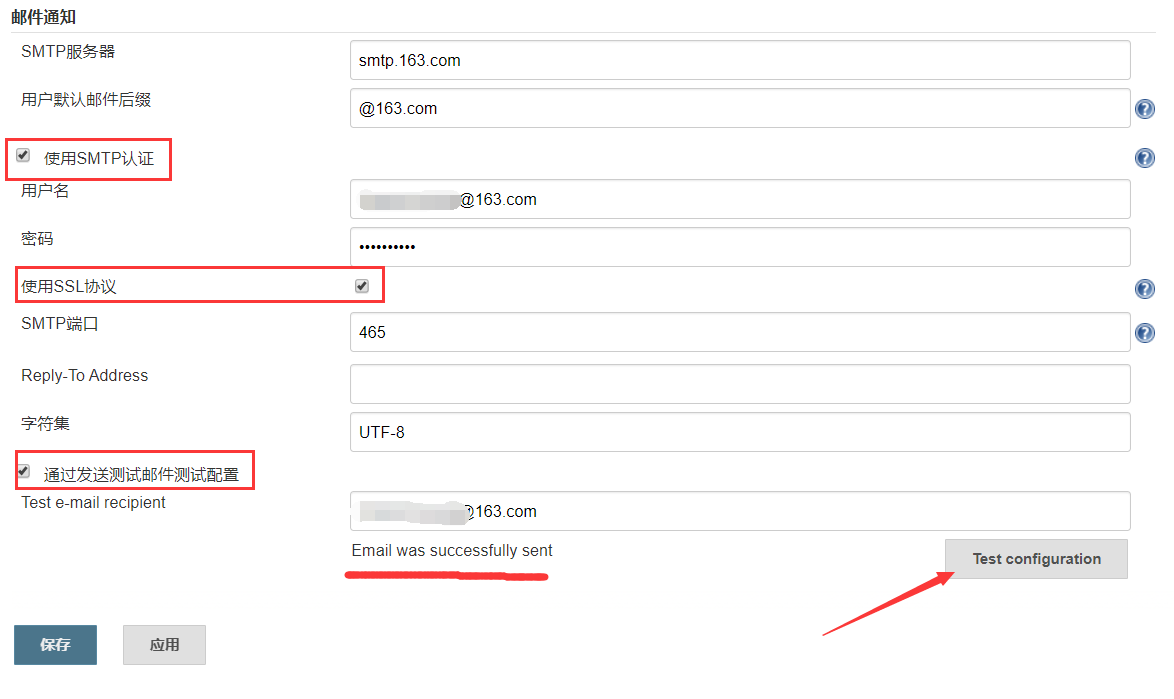 邮件通知
SMTP服务器
smtp.163.com
用户默认邮件后缀
@163.com
使用SMTP认证
用户名
@163.com
密码
••••••••••
使用SSL协议
SMTP端口
465
Reply-To Address
字符集
UTF-8
通过发送测试邮件测试配置
Test e-mail recipient
@163.com
Email was successfully sent
Test configuration
保存
应用